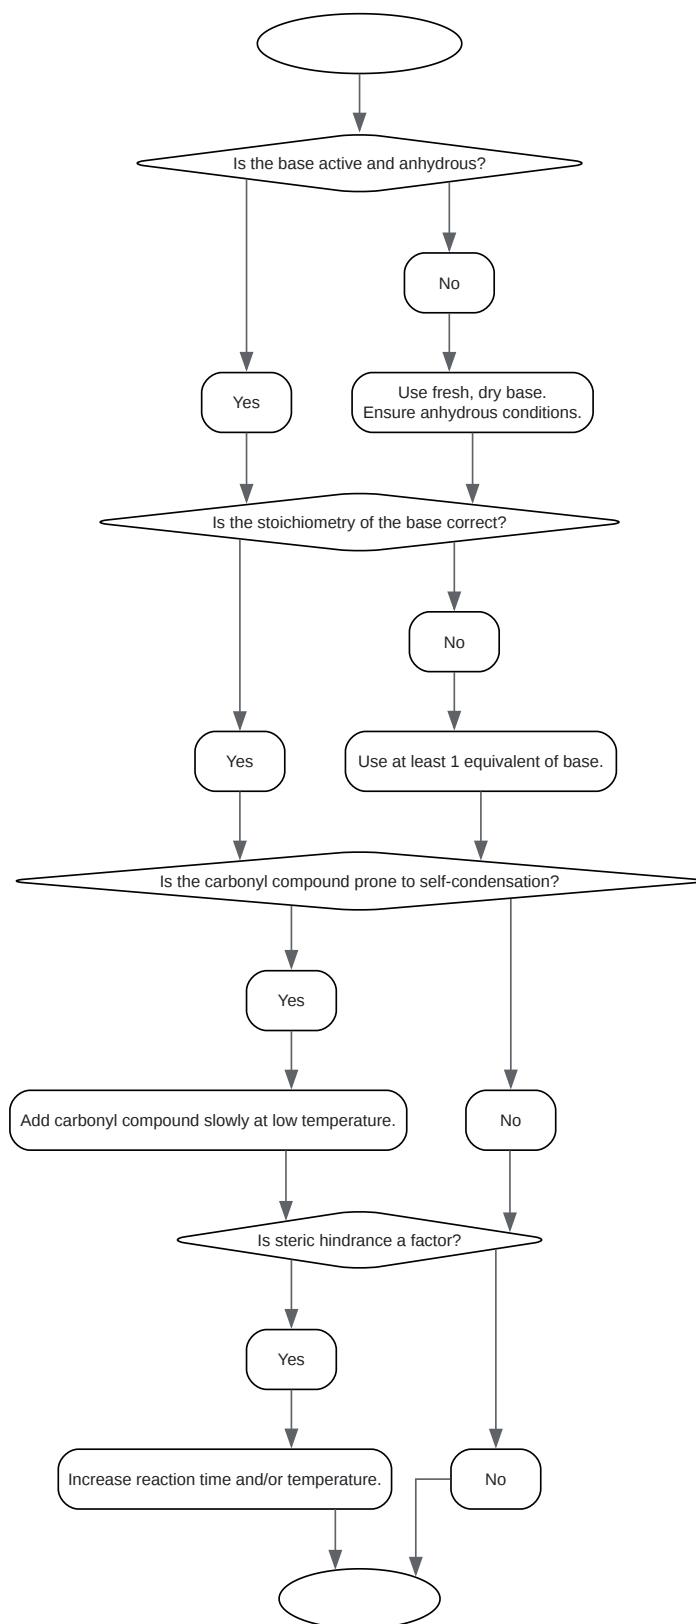 Is the base active and anhydrous?
No
Yes
Use fresh, dry base.
Ensure anhydrous conditions.
Is the stoichiometry of the base correct?
No
Yes
Use at least 1 equivalent of base.
Is the carbonyl compound prone to self-condensation?
Yes
Add carbonyl compound slowly at low temperature.
No
Is steric hindrance a factor?
Yes
Increase reaction time and/or temperature.
No